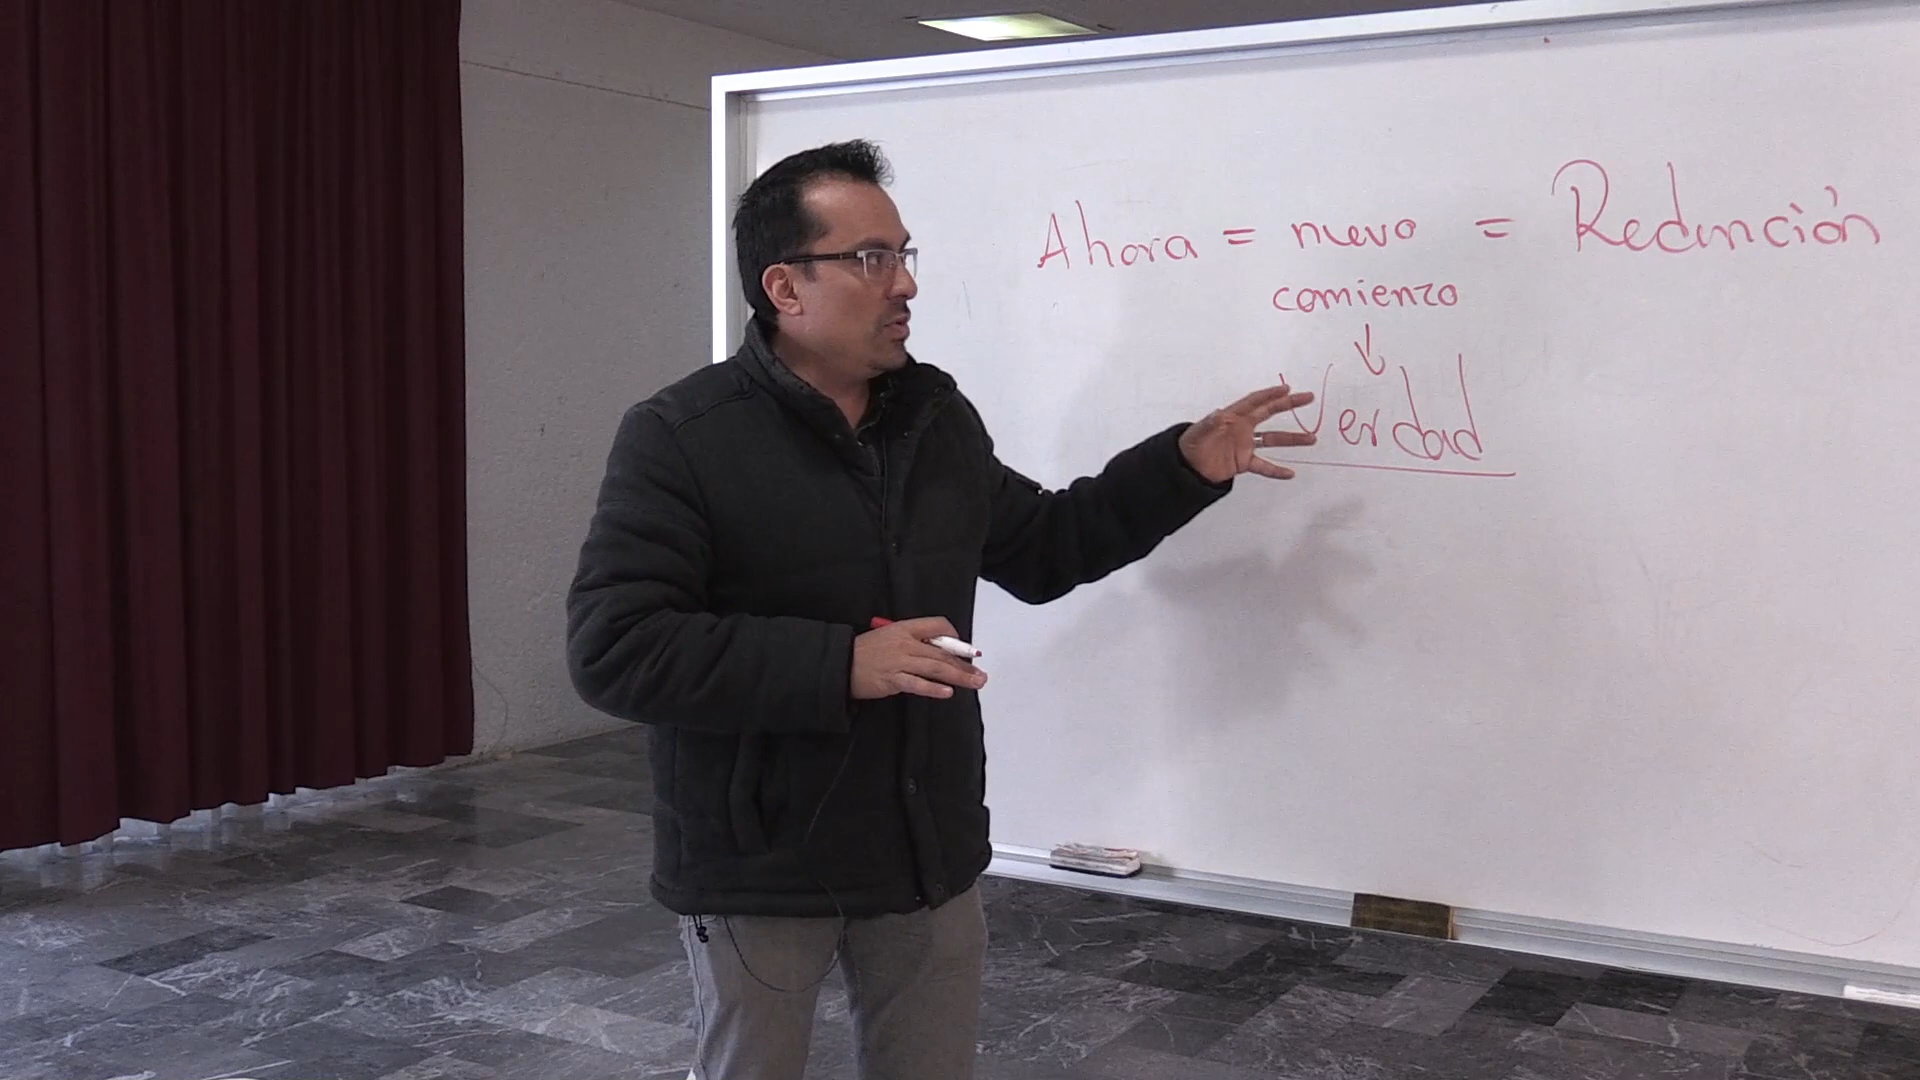 Ahora = nuevo = Redención
comienzo
↓
Verdad